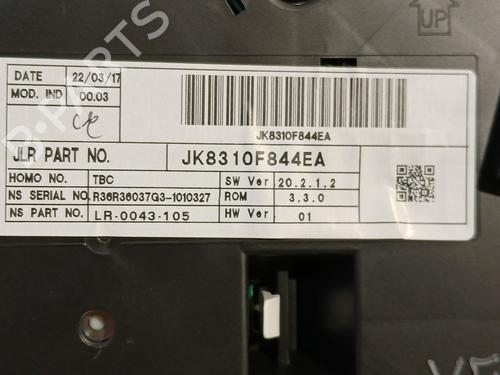 UP
DATE 22/03/17
MOD. IND 00.03
JK8310F844EA
JLR PART NO. JK8310F844EA
HOMO NO. TBC SW Ver 20.2.1.2
NS SERIAL NO. R36R36037G3-1010327 ROM 3.3.0
NS PART NO. LR-0043-105 HW Ver 01
B-PARTS